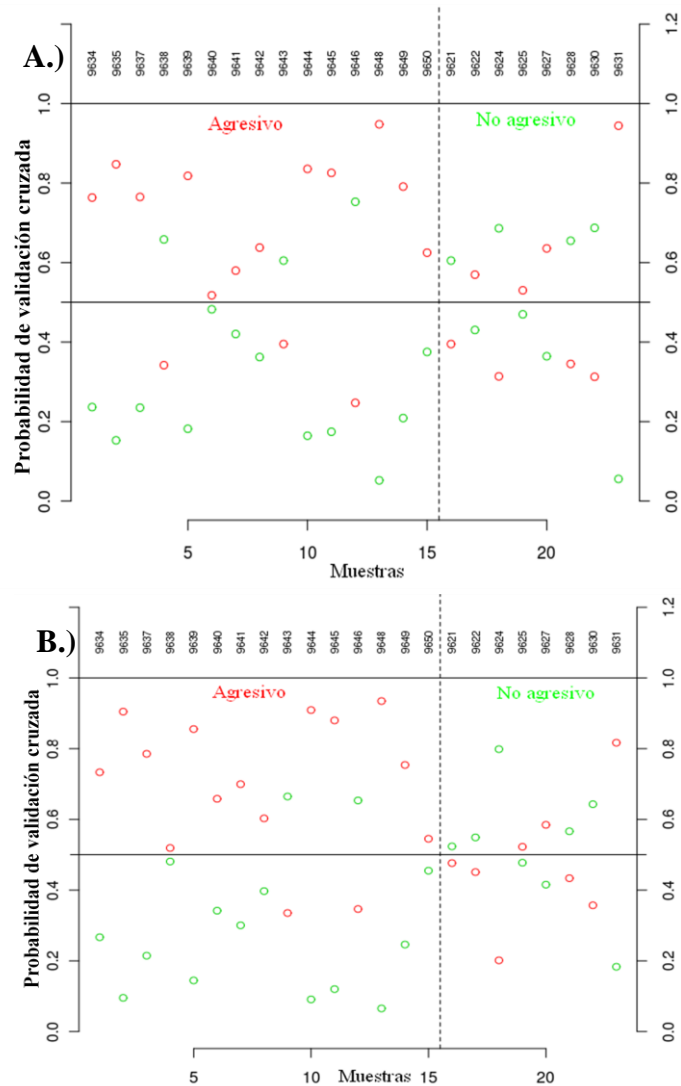 A.)
9634 9635 9637 9638 9639 9640 9641 9642 9643 9644 9645 9646 9648 9649 9650 9621 9622 9624 9625 9627 9628 9630 9631
Agresivo No agresivo
Probabilidad de validación cruzada
0.0 0.2 0.4 0.6 0.8 1.0
0.0 0.2 0.4 0.6 0.8 1.0 1.2
5 10 15 20
Muestras
B.)
9634 9635 9637 9638 9639 9640 9641 9642 9643 9644 9645 9646 9648 9649 9650 9621 9622 9624 9625 9627 9628 9630 9631
Agresivo No agresivo
Probabilidad de validación cruzada
0.0 0.2 0.4 0.6 0.8 1.0
0.0 0.2 0.4 0.6 0.8 1.0 1.2
5 10 15 20
Muestras